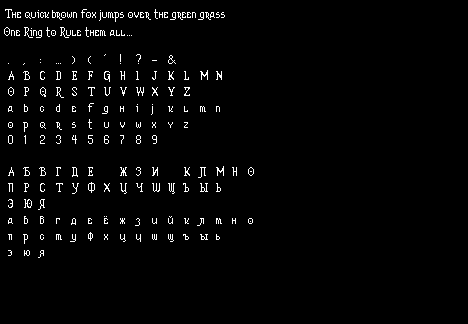 The quick brown fox jumps over the green grass
One Ring to Rule them all...
. , : ... ) ( ´ ! ? - &
A B C D E F G H I J K L M N
O P Q R S T U V W X Y Z
a b c d e f g h i j k l m n
o p q r s t u v w x y z
0 1 2 3 4 5 6 7 8 9
А Б В Г Д Е Ж З И К Л М Н О
П Р С Т У Ф Х Ц Ч Ш Щ Ъ Ы Ь
Э Ю Я
а б в г д е ё ж з и й к л м н о
п р с т у ф х ц ч ш щ ъ ы ь
э ю я